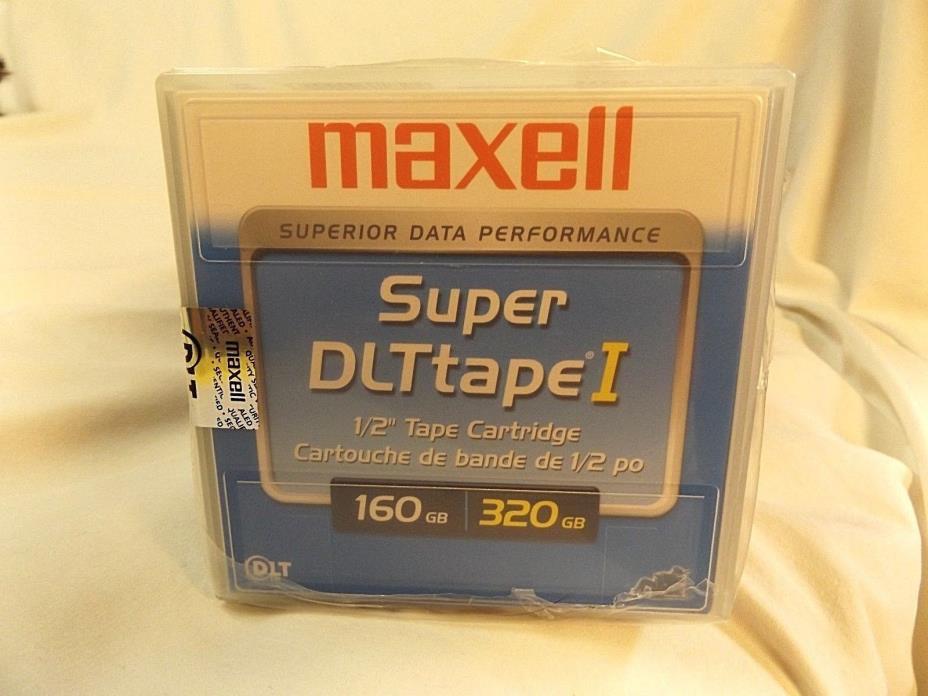 maxell
SUPERIOR DATA PERFORMANCE
Super
DLTtape® I
1/2" Tape Cartridge
Cartouche de bande de 1/2 po
160 GB 320 GB
DLT
maxell